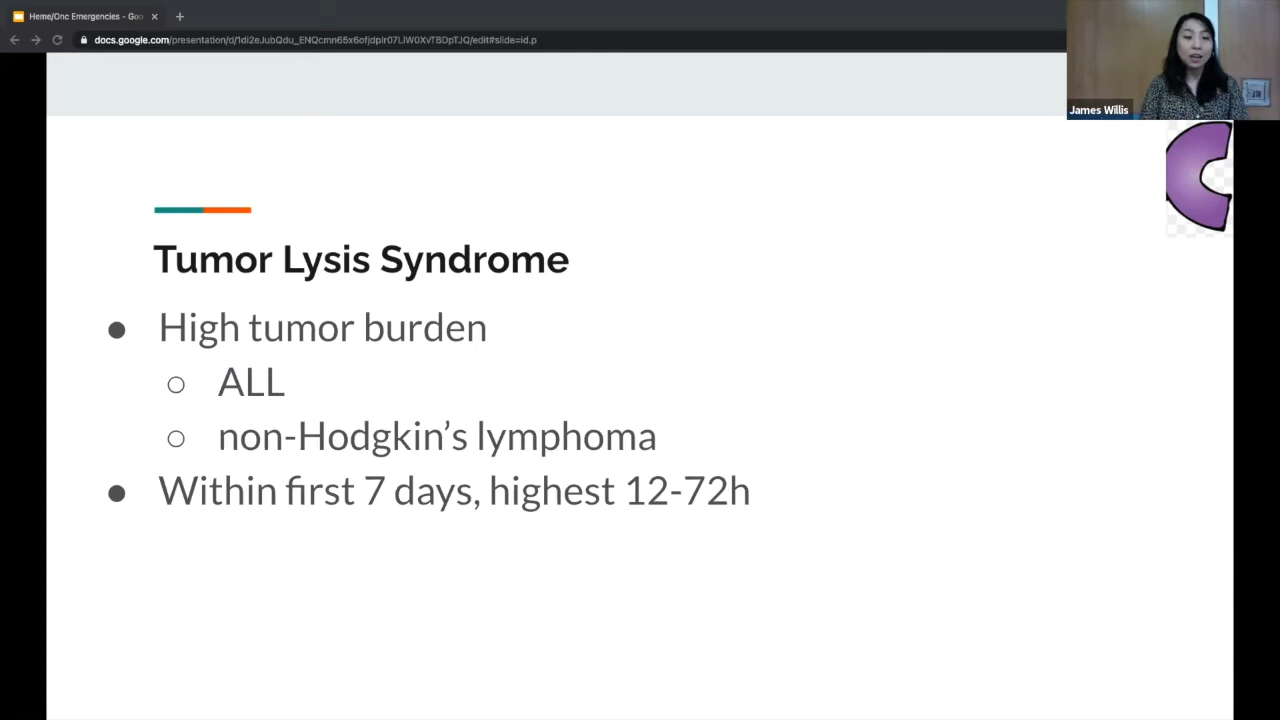 Heme/Onc Emergencies - Goo
docs.google.com/presentation/d/1di2eJubQdu_ENQcmn65x6ofjdpIr07LIW0XvTBDpTJQ/edit#slide=id.p
James Willis
C
Tumor Lysis Syndrome
● High tumor burden
○ ALL
○ non-Hodgkin’s lymphoma
● Within first 7 days, highest 12-72h